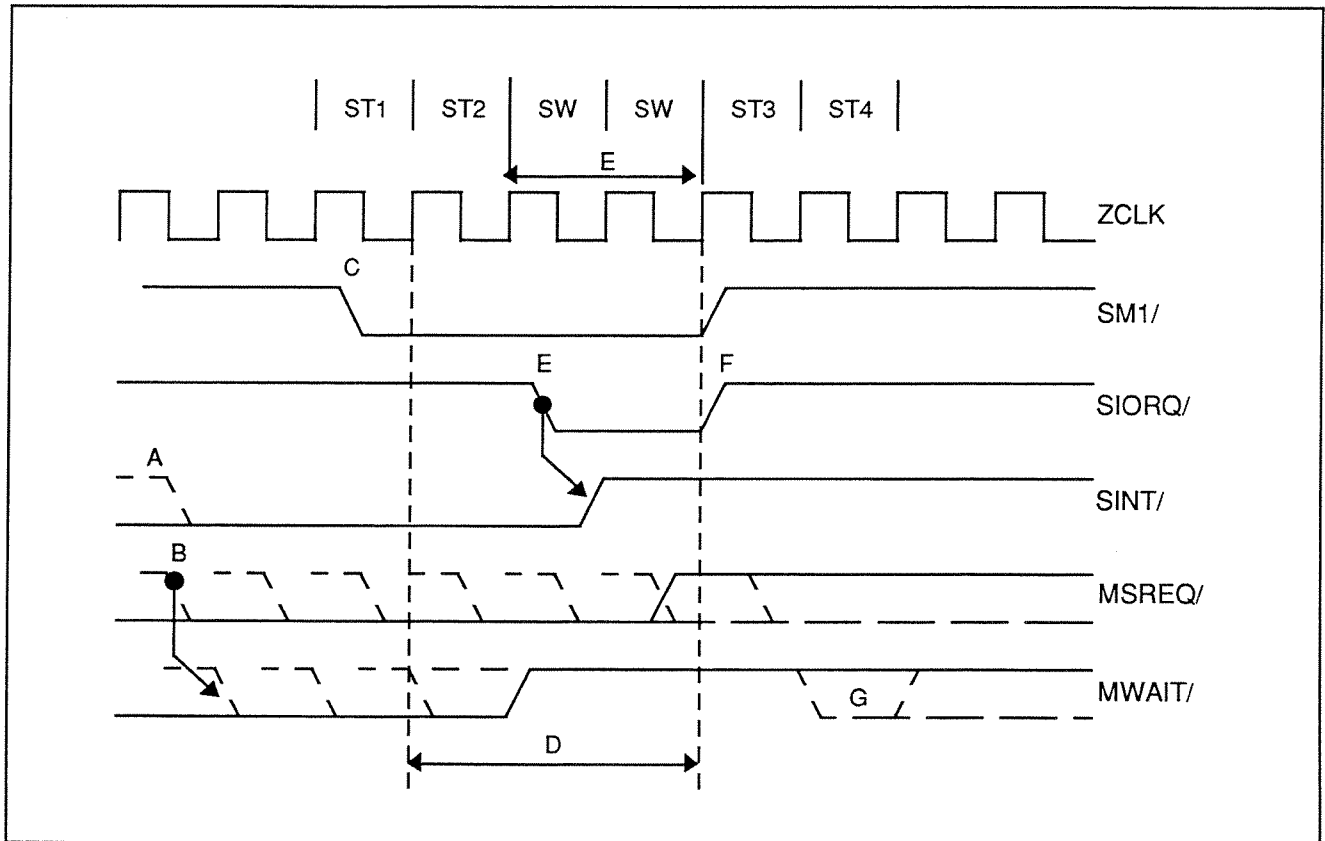 ST1 ST2 SW SW ST3 ST4
E
ZCLK
C
SM1/
E F
SIORQ/
A
SINT/
B
MSREQ/
G
MWAIT/
D